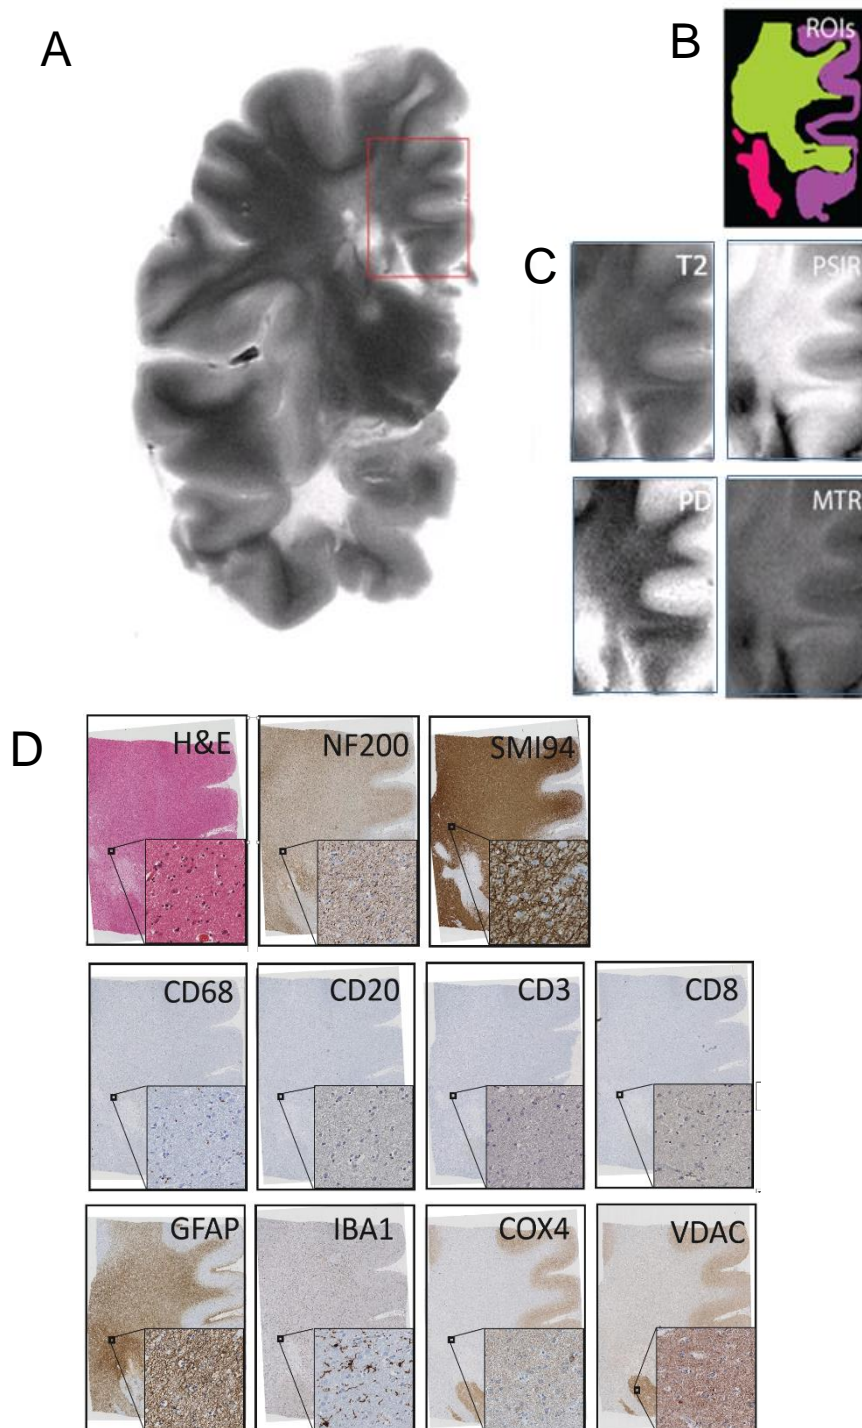 A
B
ROIs
C
T2
PSIR
PD
MTR
D
H&E
NF200
SMI94
CD68
CD20
CD3
CD8
GFAP
IBA1
COX4
VDAC